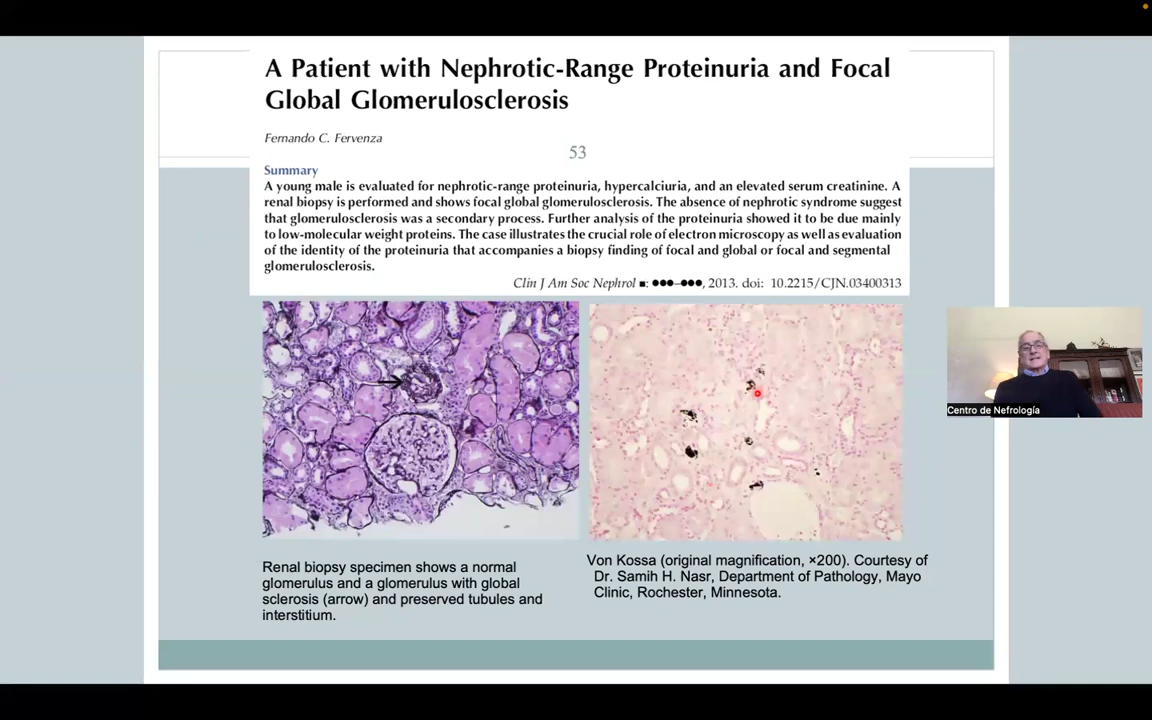 A Patient with Nephrotic-Range Proteinuria and Focal
Global Glomerulosclerosis
Fernando C. Fervenza
53
Summary
A young male is evaluated for nephrotic-range proteinuria, hypercalciuria, and an elevated serum creatinine. A
renal biopsy is performed and shows focal global glomerulosclerosis. The absence of nephrotic syndrome suggest
that glomerulosclerosis was a secondary process. Further analysis of the proteinuria showed it to be due mainly
to low-molecular weight proteins. The case illustrates the crucial role of electron microscopy as well as evaluation
of the identity of the proteinuria that accompanies a biopsy finding of focal and global or focal and segmental
glomerulosclerosis.
Clin J Am Soc Nephrol ■: ●●●–●●●, 2013. doi: 10.2215/CJN.03400313
Centro de Nefrología
Renal biopsy specimen shows a normal
glomerulus and a glomerulus with global
sclerosis (arrow) and preserved tubules and
interstitium.
Von Kossa (original magnification, ×200). Courtesy of
Dr. Samih H. Nasr, Department of Pathology, Mayo
Clinic, Rochester, Minnesota.